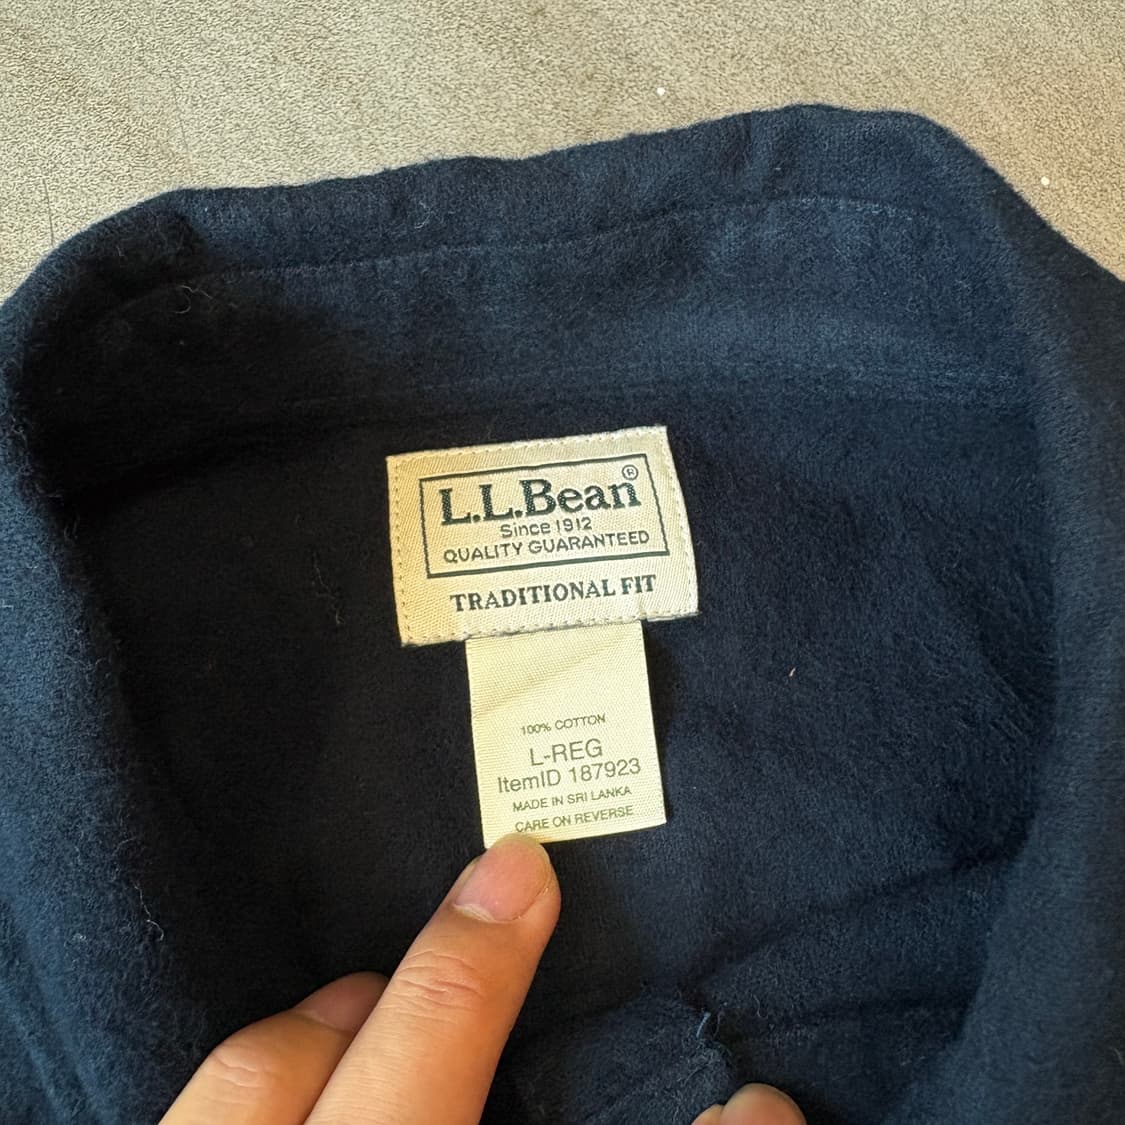 L.L.Bean®
Since 1912
QUALITY GUARANTEED
TRADITIONAL FIT
100% COTTON
L-REG
ItemID 187923
MADE IN SRI LANKA
CARE ON REVERSE